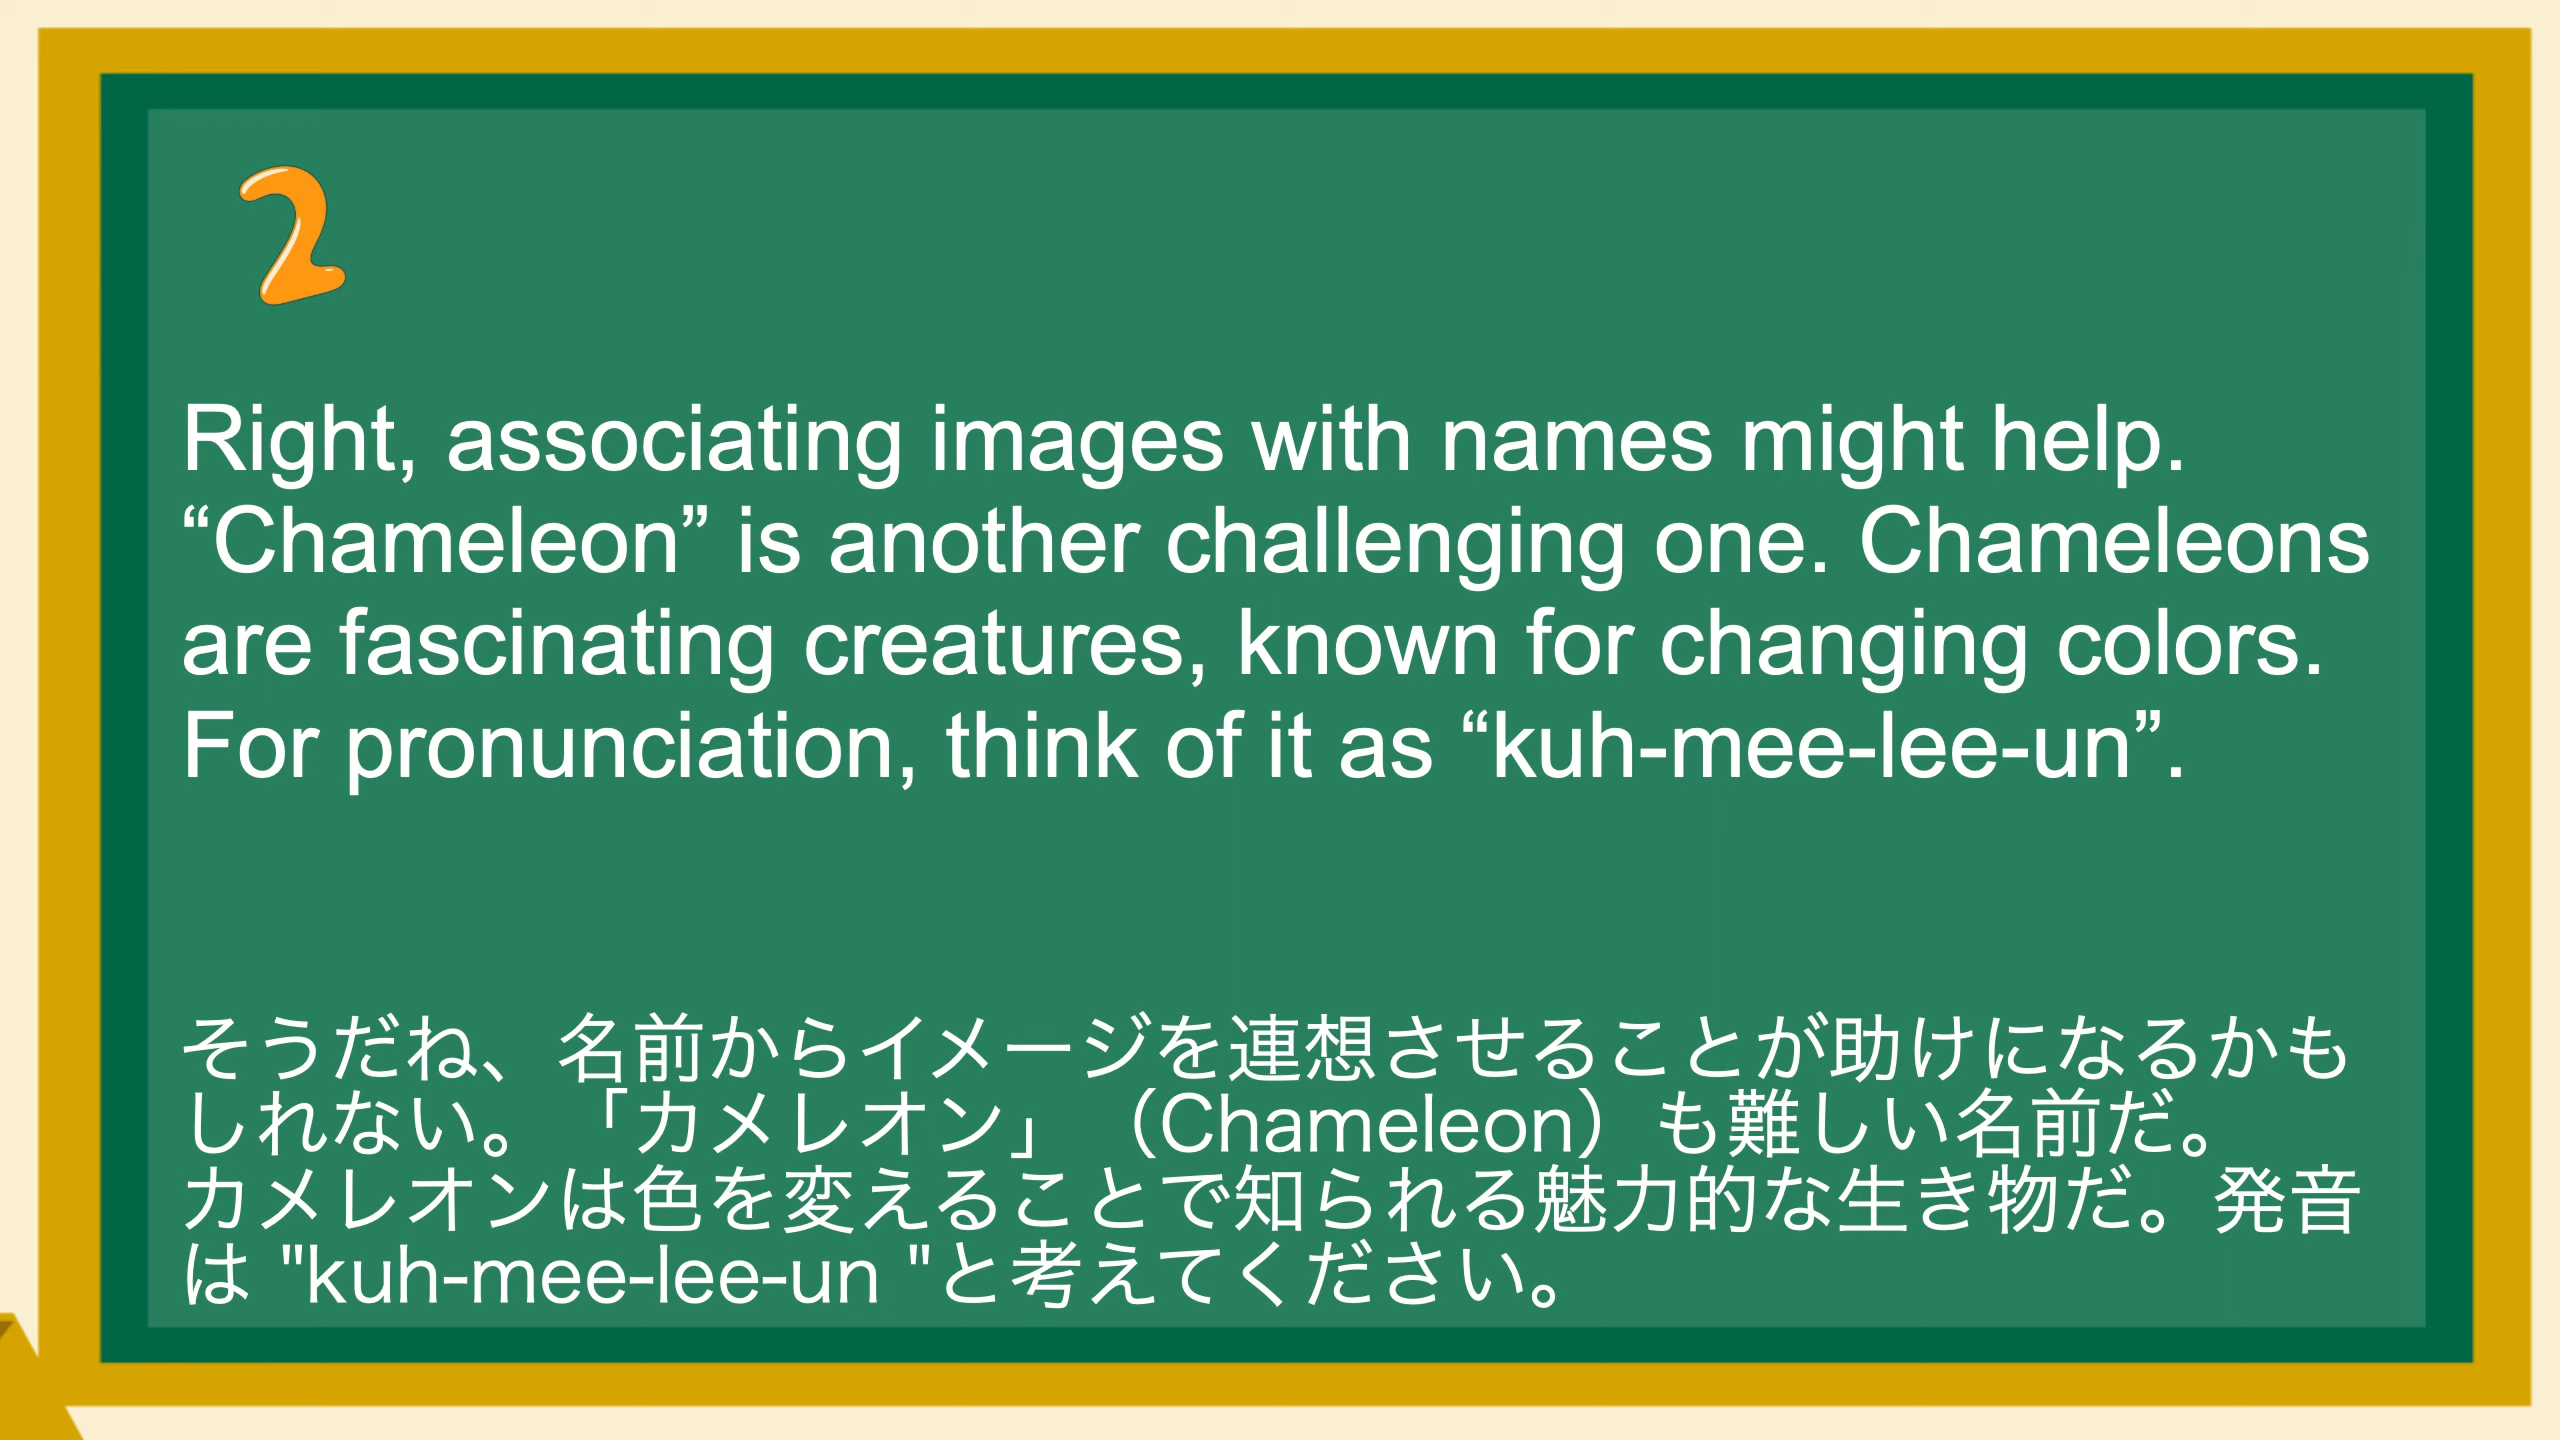 2
Right, associating images with names might help.
“Chameleon” is another challenging one. Chameleons
are fascinating creatures, known for changing colors.
For pronunciation, think of it as “kuh-mee-lee-un”.
そうだね、名前からイメージを連想させることが助けになるかも
しれない。「カメレオン」（Chameleon）も難しい名前だ。
カメレオンは色を変えることで知られる魅力的な生き物だ。発音
は "kuh-mee-lee-un "と考えてください。